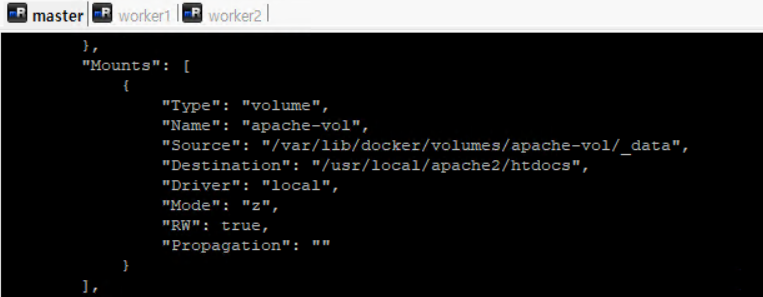 master worker1 worker2
},
"Mounts": [
{
"Type": "volume",
"Name": "apache-vol",
"Source": "/var/lib/docker/volumes/apache-vol/_data",
"Destination": "/usr/local/apache2/htdocs",
"Driver": "local",
"Mode": "z",
"RW": true,
"Propagation": ""
}
],